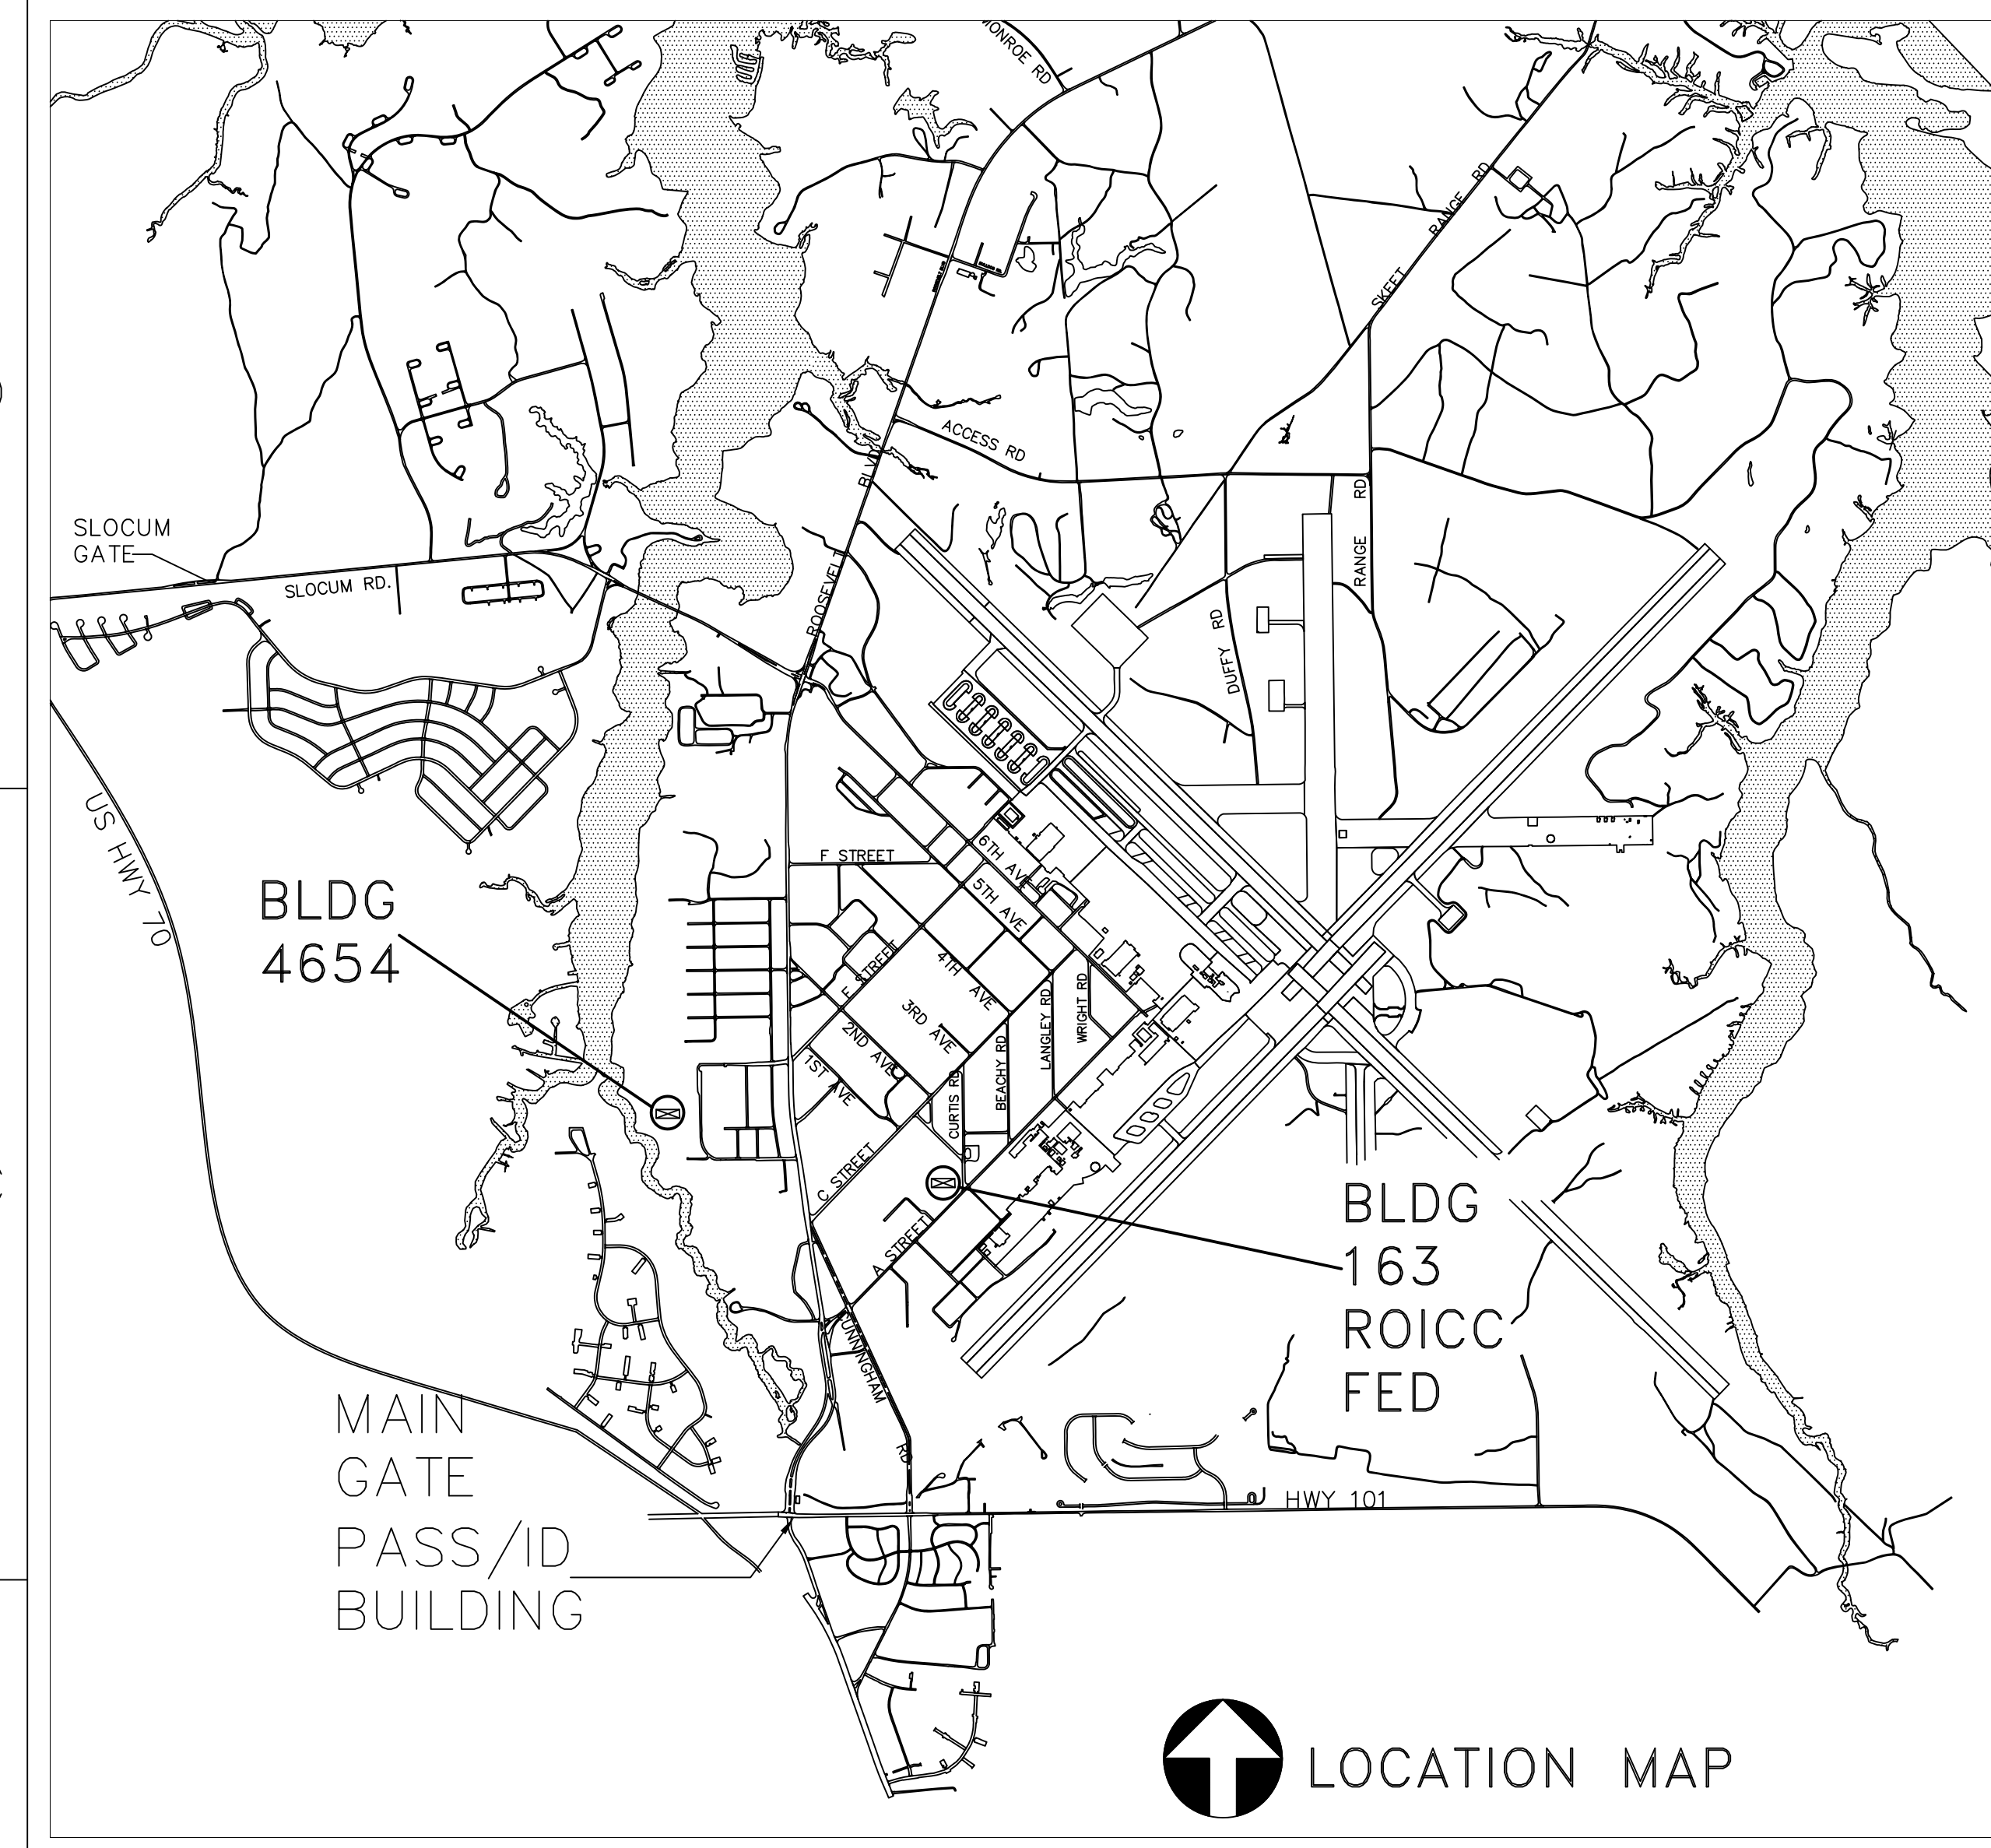 MONROE RD
RANGE RD
SKEET
ACCESS RD
BLVD
ROOSEVELT
SLOCUM
GATE
SLOCUM RD.
RANGE RD
DUFFY RD
US HWY 70
F STREET
6TH AVE
5TH AVE
BLDG
4654
E STREET
4TH AVE
3RD AVE
2ND AVE
1ST AVE
LANGLEY RD
WRIGHT RD
BEACHY RD
CURTIS RD
C STREET
A STREET
BLDG
163
ROICC
FED
CUNNINGHAM RD
MAIN
GATE
PASS/ID
BUILDING
HWY 101
LOCATION MAP